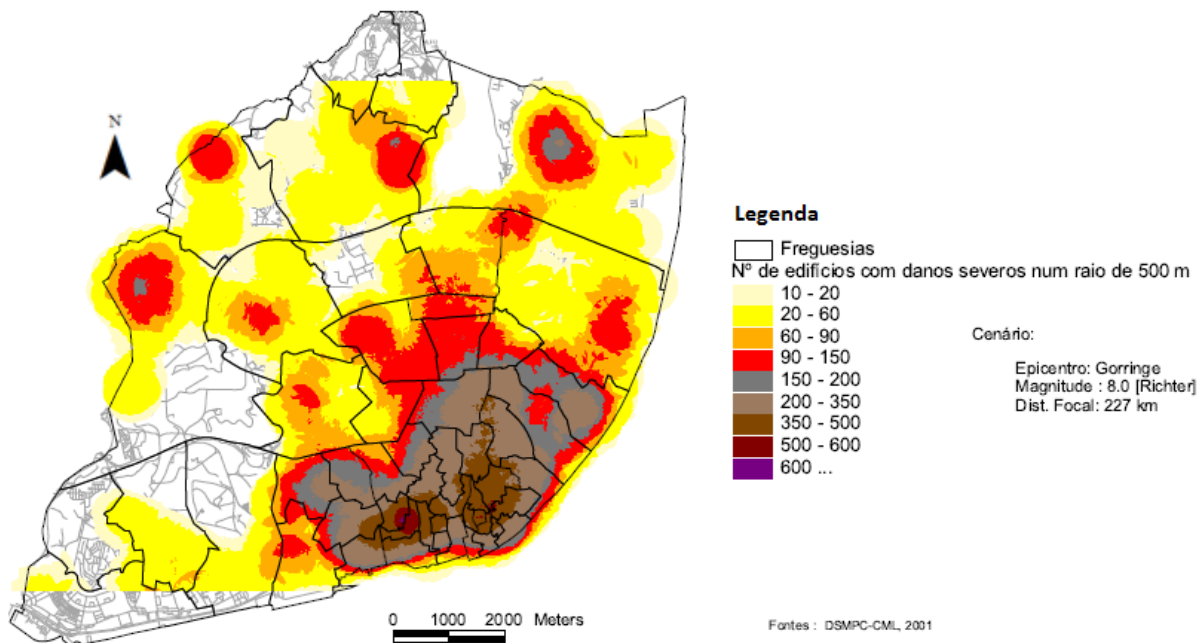 N
Legenda
Freguesias
Nº de edifícios com danos severos num raio de 500 m
10 - 20
20 - 60
60 - 90
90 - 150
150 - 200
200 - 350
350 - 500
500 - 600
600 ...
Cenário:
Epicentro: Gorringe
Magnitude : 8.0 [Richter]
Dist. Focal: 227 km
0 1000 2000 Meters
Fontes : DSMPC-CML, 2001